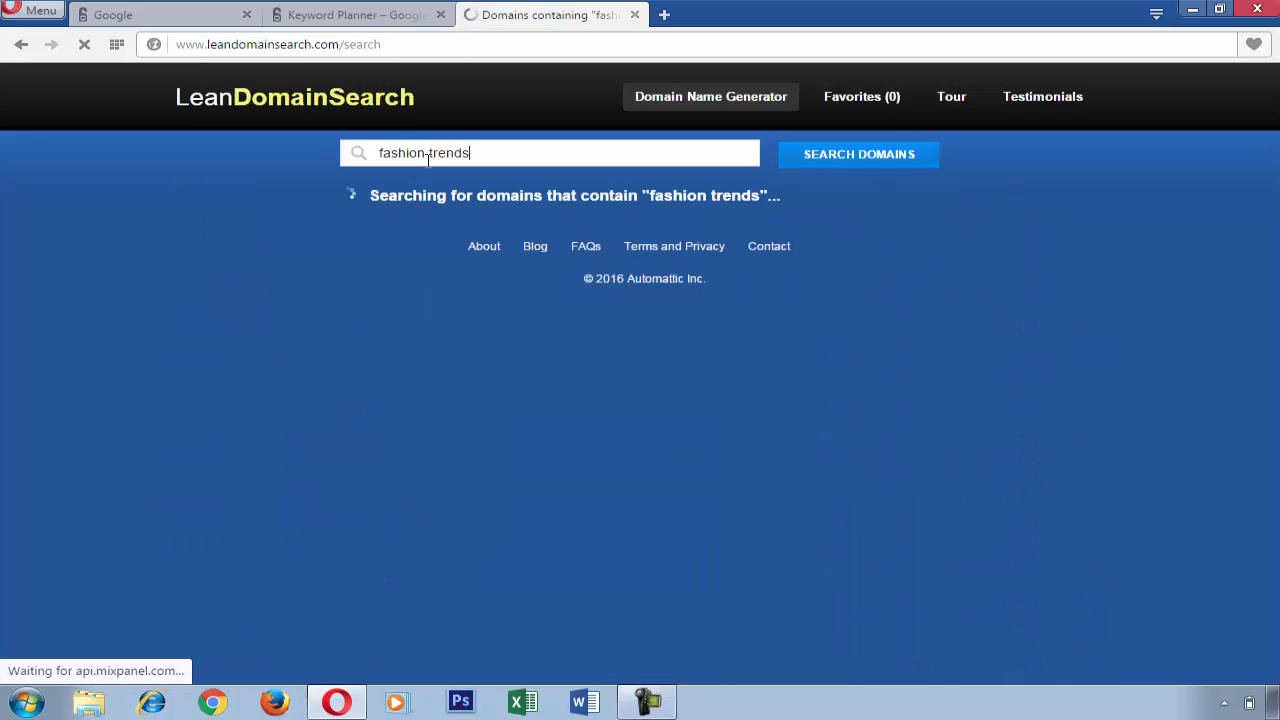 Menu
Google
Keyword Planner – Google
Domains containing "fashi
www.leandomainsearch.com/search
LeanDomainSearch
Domain Name Generator
Favorites (0)
Tour
Testimonials
fashion trends
SEARCH DOMAINS
Searching for domains that contain "fashion trends"...
About
Blog
FAQs
Terms and Privacy
Contact
© 2016 Automattic Inc.
Waiting for api.mixpanel.com...
Ps